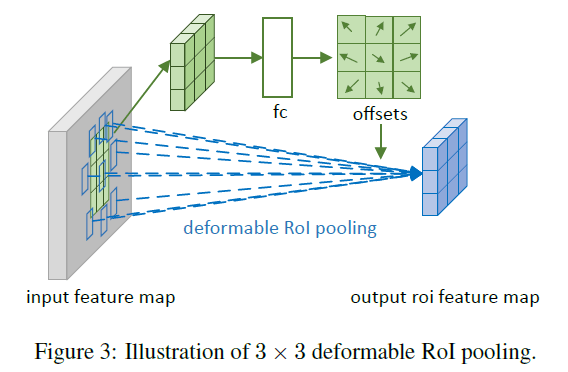 fc
offsets
deformable RoI pooling
input feature map
output roi feature map
Figure 3: Illustration of 3 × 3 deformable RoI pooling.